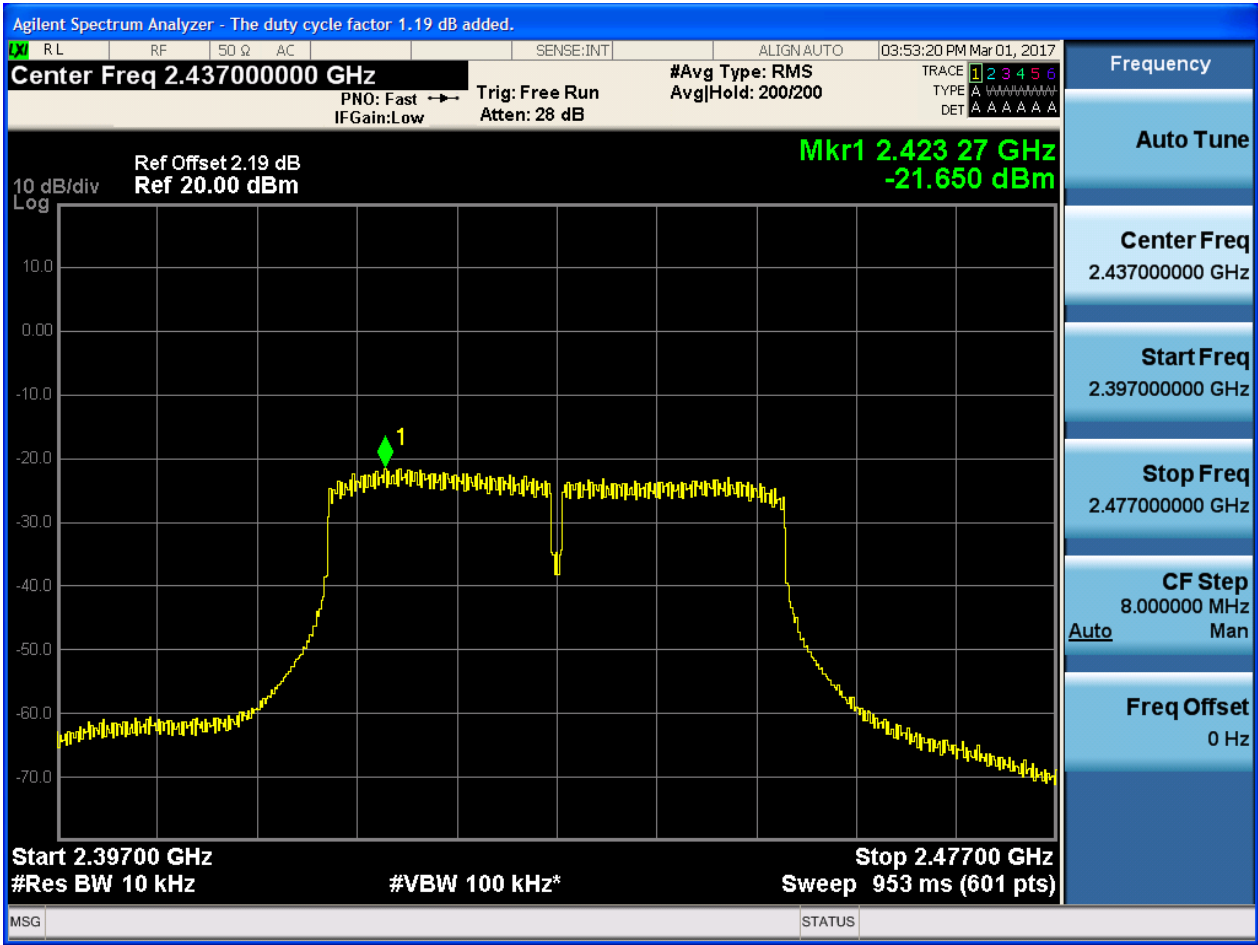 Agilent Spectrum Analyzer - The duty cycle factor 1.19 dB added.
LXI RL RF 50 Ω AC SENSE:INT ALIGN AUTO 03:53:20 PM Mar 01, 2017
Center Freq 2.437000000 GHz
PNO: Fast
IFGain:Low
Trig: Free Run
Atten: 28 dB
#Avg Type: RMS
Avg|Hold: 200/200
TRACE 1 2 3 4 5 6
TYPE A WWWWWW
DET A A A A A A
Mkr1 2.423 27 GHz
-21.650 dBm
Ref Offset 2.19 dB
10 dB/div Ref 20.00 dBm
Log
10.0
0.00
-10.0
1
-20.0
-30.0
-40.0
-50.0
-60.0
-70.0
Start 2.39700 GHz Stop 2.47700 GHz
#Res BW 10 kHz #VBW 100 kHz* Sweep 953 ms (601 pts)
MSG STATUS
Frequency
Auto Tune
Center Freq
2.437000000 GHz
Start Freq
2.397000000 GHz
Stop Freq
2.477000000 GHz
CF Step
8.000000 MHz
Auto Man
Freq Offset
0 Hz